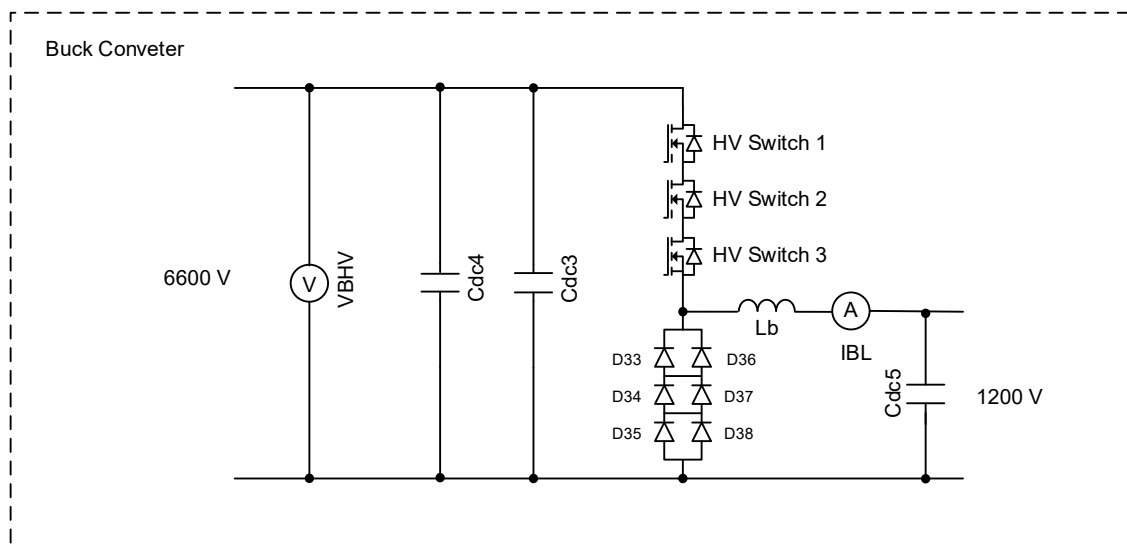 Buck Conveter
HV Switch 1
HV Switch 2
HV Switch 3
6600 V
V
VBHV
Cdc4
Cdc3
Lb
A
IBL
D33
D36
D34
D37
D35
D38
Cdc5
1200 V